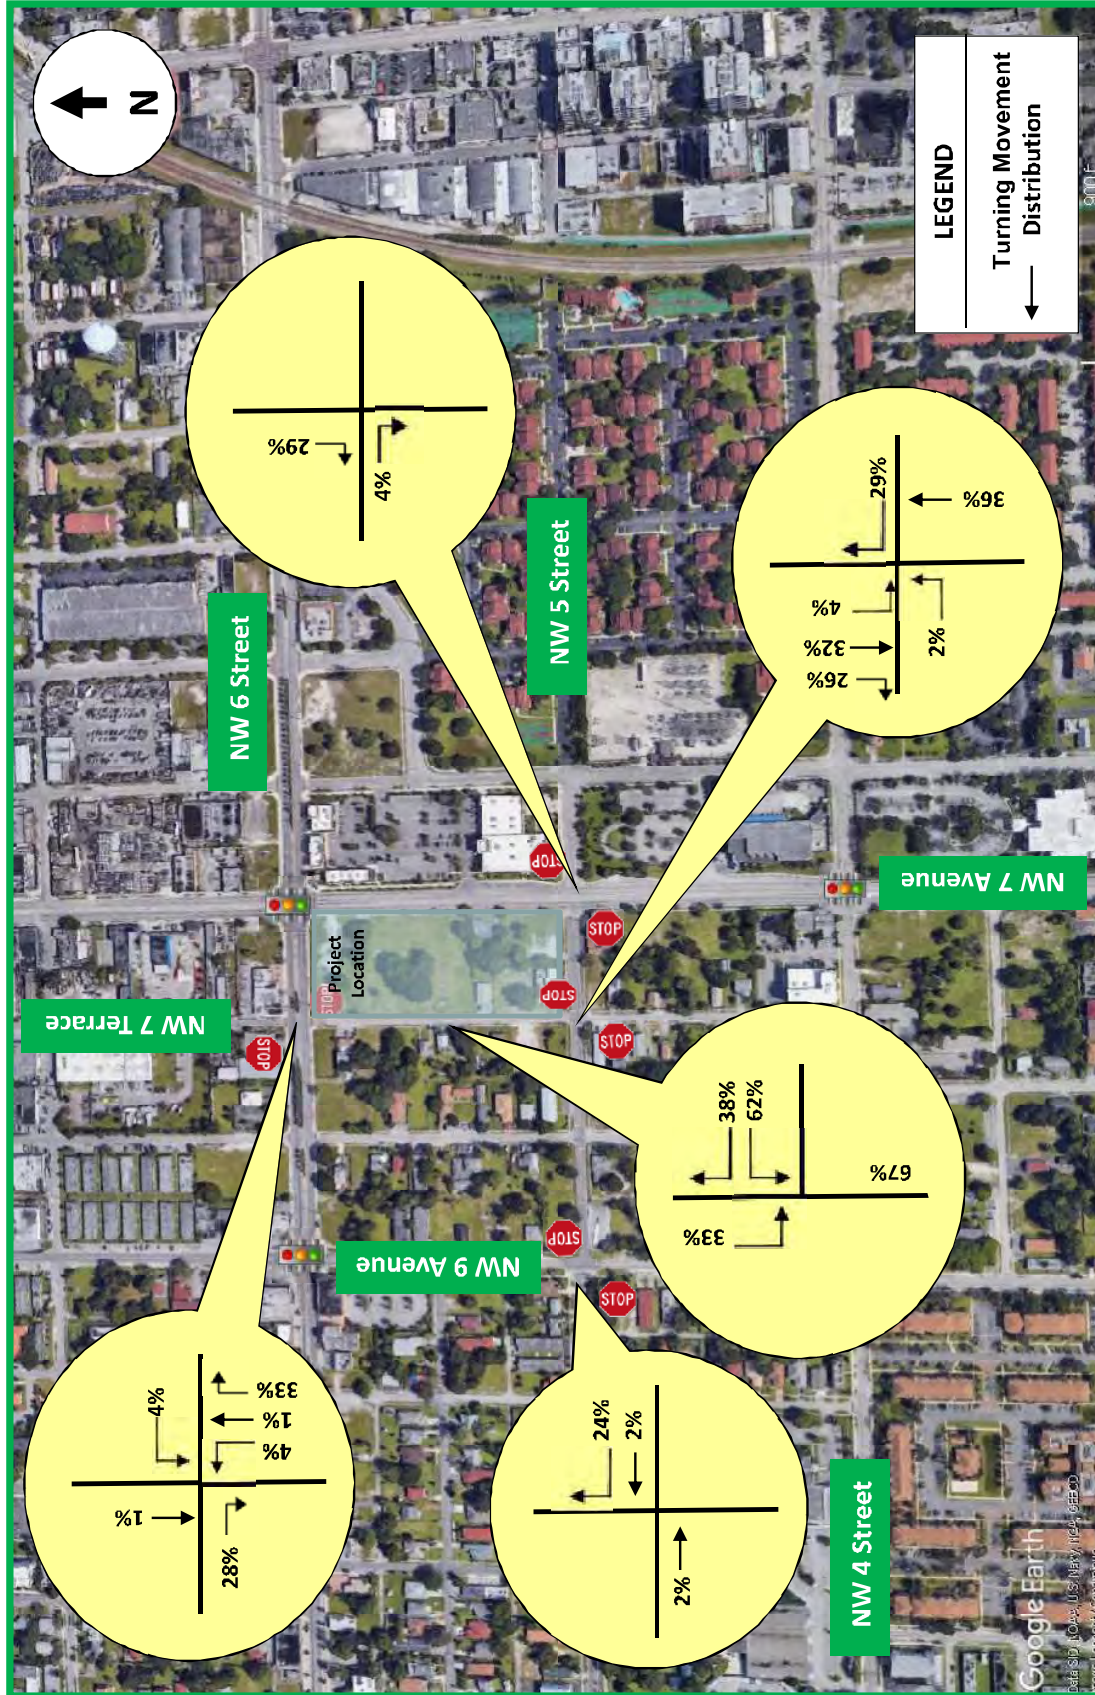 N
LEGEND
Turning Movement
Distribution
29%
4%
NW 6 Street
NW 5 Street
29%
36%
4%
32%
26%
2%
STOP
NW 7 Avenue
STOP
Project
Location
STOP
STOP
NW 7 Terrace
STOP
STOP
38%
62%
33%
67%
NW 9 Avenue
STOP
STOP
4%
33%
1%
4%
1%
28%
24%
2%
2%
NW 4 Street
Google Earth